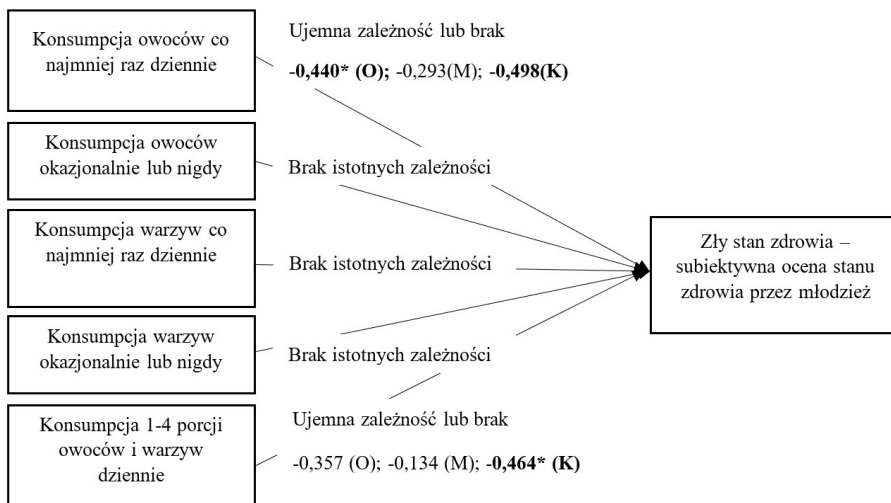 Konsumpcja owoców co
najmniej raz dziennie
Ujemna zależność lub brak
-0,440* (O); -0,293(M); -0,498(K)
Konsumpcja owoców
okazjonalnie lub nigdy
Brak istotnych zależności
Konsumpcja warzyw co
najmniej raz dziennie
Brak istotnych zależności
Konsumpcja warzyw
okazjonalnie lub nigdy
Brak istotnych zależności
Konsumpcja 1-4 porcji
owoców i warzyw
dziennie
Ujemna zależność lub brak
-0,357 (O); -0,134 (M); -0,464* (K)
Zły stan zdrowia –
subiektywna ocena stanu
zdrowia przez młodzież